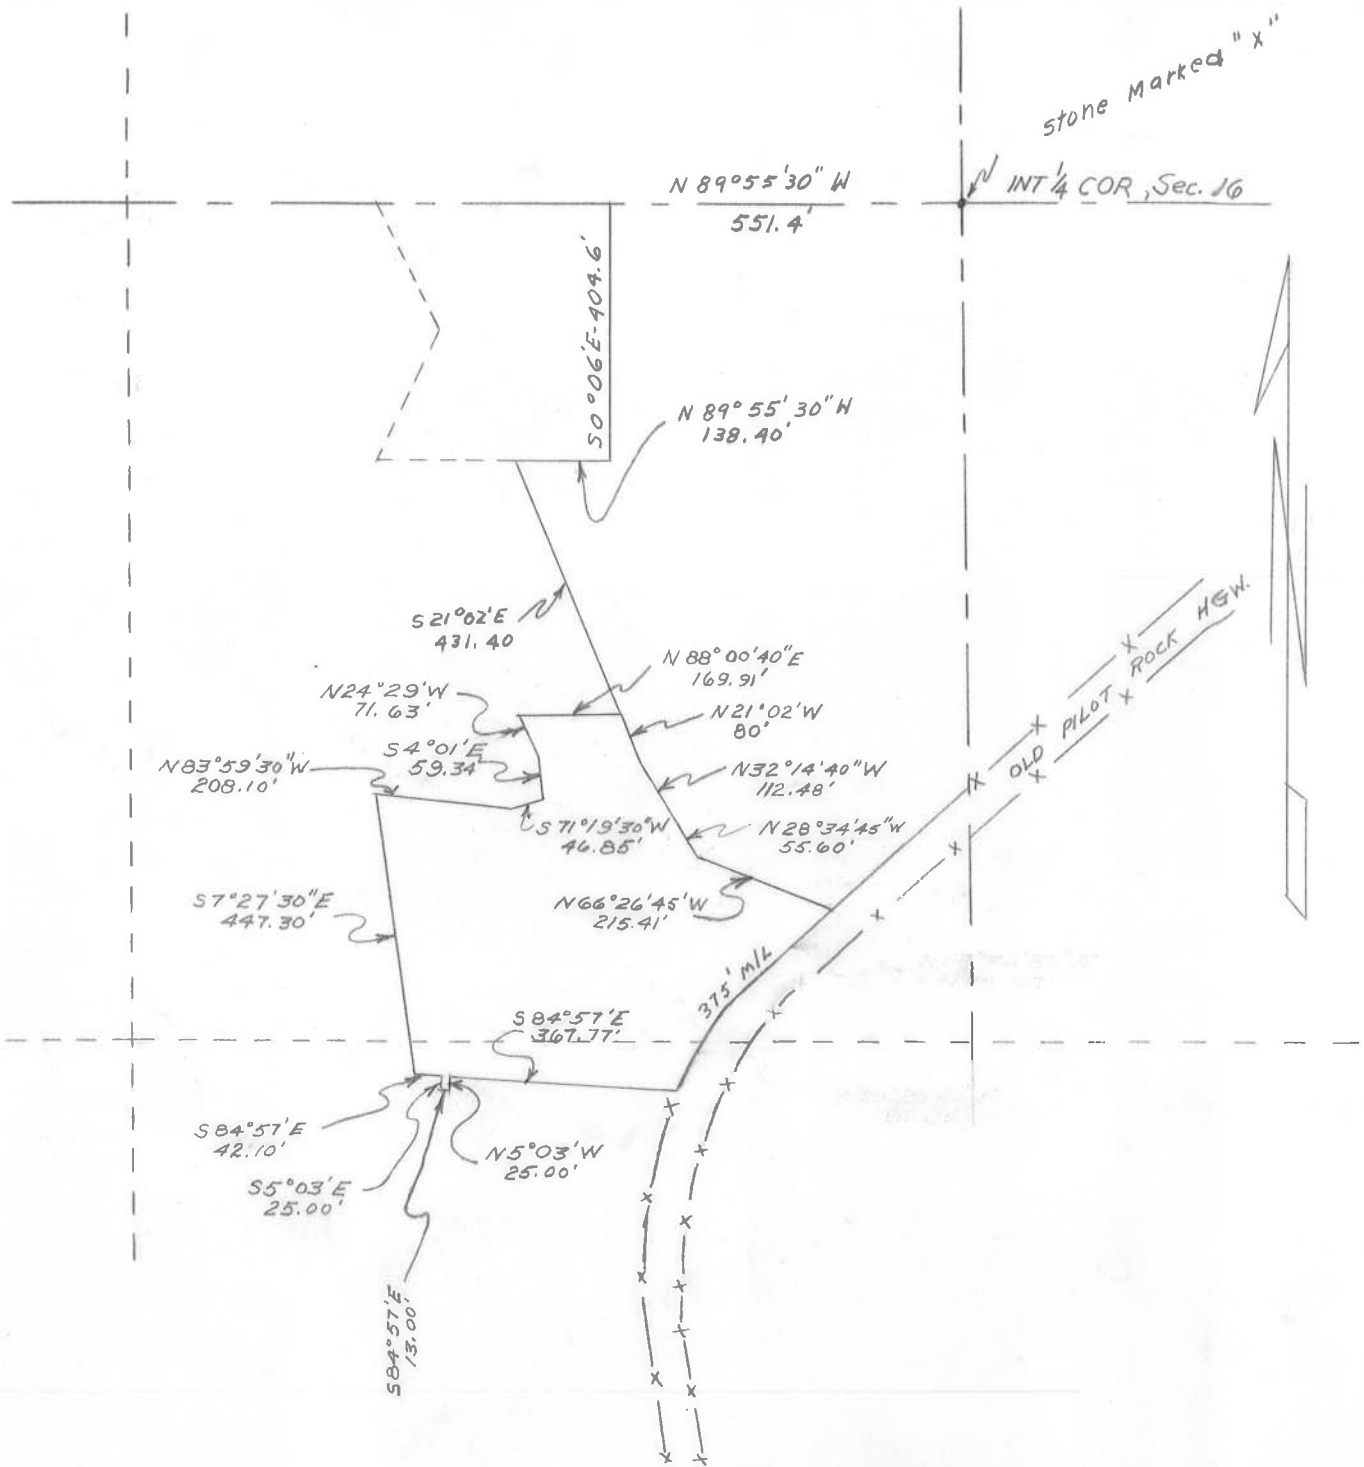 stone Marked "X"
INT 1/4 COR, Sec. 16
N 89°55'30" W
551.4'
S 0°06'E-404.6'
N 89°55'30" W
138.40'
S 21°02'E
431.40
N 88°00'40"E
169.91'
N24°29'W
71.63'
N21°02'W
80'
S4°01'E
59.34
N83°59'30"W
208.10'
N32°14'40"W
112.48'
S 71°19'30"W
46.85'
N28°34'45"W
55.60'
OLD PILOT ROCK HGW.
S7°27'30"E
447.30'
N66°26'45"W
215.41'
375' M/L
S84°57'E
367.77'
S84°57'E
42.10'
N5°03'W
25.00'
S5°03'E
25.00'
S84°57'E
13.00'